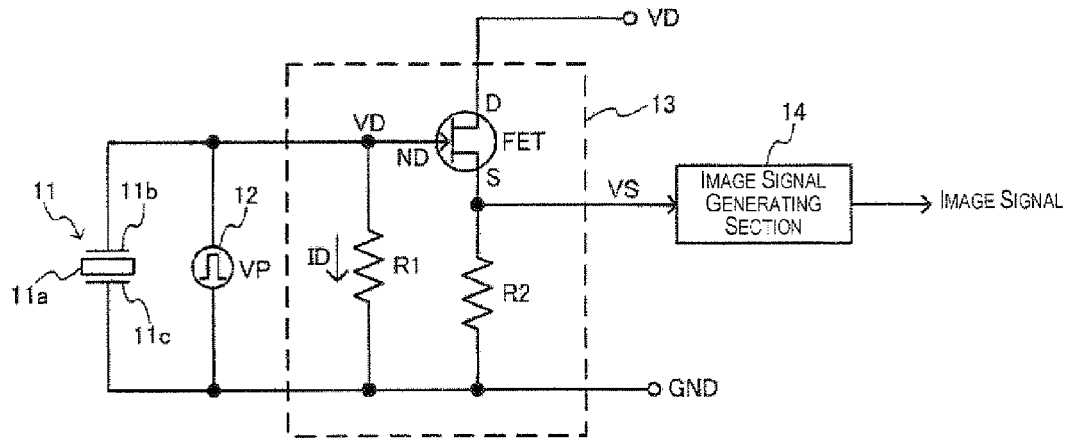 VD
D
13
VD
FET
14
ND
S
IMAGE SIGNAL
GENERATING
SECTION
VS
IMAGE SIGNAL
11
11b
12
ID
R1
VP
R2
11a
11c
GND